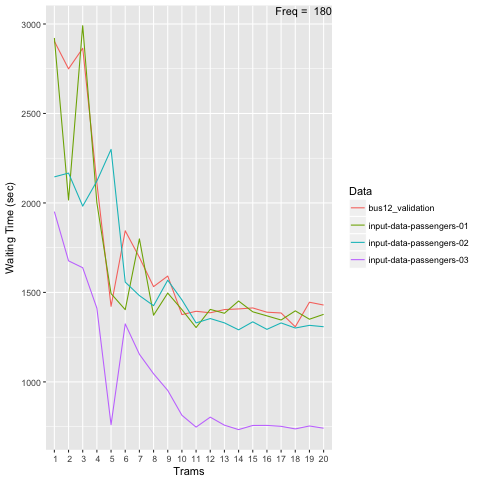 Freq = 180
3000
2500
2000
1500
1000
Waiting Time (sec)
1 2 3 4 5 6 7 8 9 10 11 12 13 14 15 16 17 18 19 20
Trams
Data
bus12_validation
input-data-passengers-01
input-data-passengers-02
input-data-passengers-03